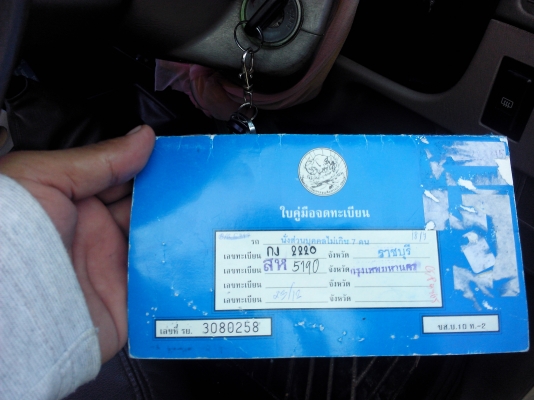 ใบคู่มือจดทะเบียน
รถ นั่งส่วนบุคคลไม่เกิน 7 คน
เลขทะเบียน กง 2220 จังหวัด ราชบุรี
เลขทะเบียน สห 5190 จังหวัด กรุงเทพมหานคร
เลขทะเบียน จังหวัด
เลขทะเบียน จังหวัด
เลขที่ รย. 3080258
ขส.บ.10 ท.-2